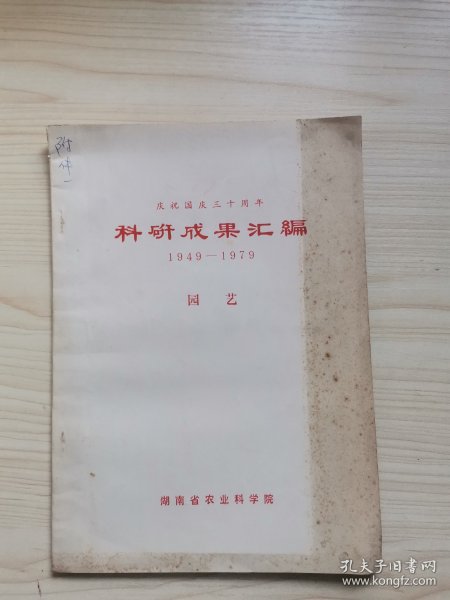 附件一
庆祝国庆三十周年
科研成果汇编
1949—1979
园艺
湖南省农业科学院
孔夫子旧书网
www.kongfz.com